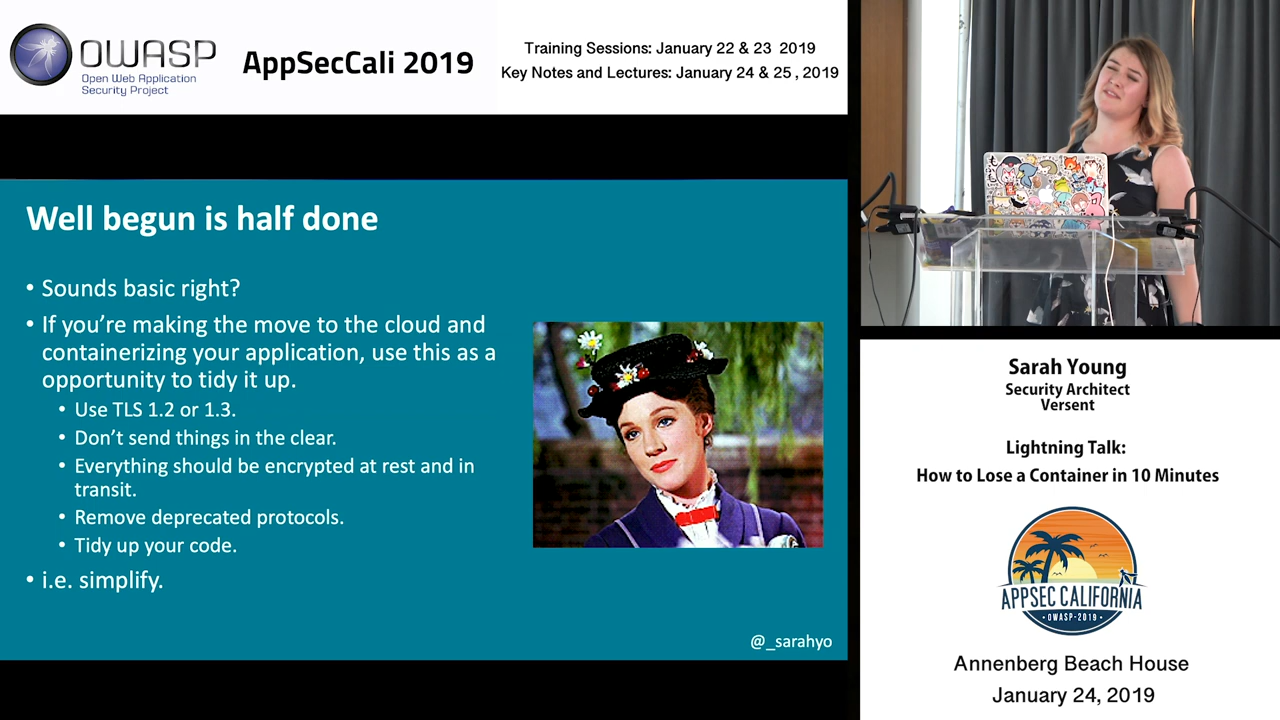 OWASP
Open Web Application
Security Project
AppSecCali 2019
Training Sessions: January 22 & 23 2019
Key Notes and Lectures: January 24 & 25, 2019
Well begun is half done
• Sounds basic right?
• If you're making the move to the cloud and
containerizing your application, use this as a
opportunity to tidy it up.
• Use TLS 1.2 or 1.3.
• Don't send things in the clear.
• Everything should be encrypted at rest and in
transit.
• Remove deprecated protocols.
• Tidy up your code.
• i.e. simplify.
@_sarahyo
Sarah Young
Security Architect
Versent
Lightning Talk:
How to Lose a Container in 10 Minutes
APPSEC CALIFORNIA
• OWASP-2019 •
Annenberg Beach House
January 24, 2019